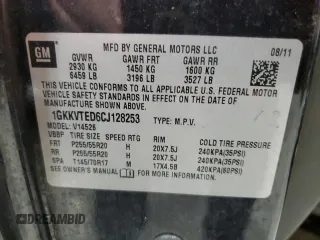 GM
MFD BY GENERAL MOTORS LLC
08/11
GVWR GAWR FRT GAWR RR
2930 KG 1450 KG 1600 KG
6459 LB 3196 LB 3527 LB
THIS VEHICLE CONFORMS TO ALL APPLICABLE
U.S. FEDERAL MOTOR VEHICLE SAFETY
STANDARDS IN EFFECT ON THE DATE OF
MANUFACTURE SHOWN ABOVE.
1GKKVTED6CJ128253 TYPE: M.P.V.
MODEL: V14526
TIRE SIZE SPEED RTG RIM COLD TIRE PRESSURE
FRT P255/55R20 H 20X7.5J 240KPA(35PSI)
RR P255/55R20 H 20X7.5J 240KPA(35PSI)
SPA T145/70R17 M 17X4.5B 420KPA(60PSI)
SEE OWNERS MANUAL FOR ADDITIONAL INFORMATION.
DREAM BID